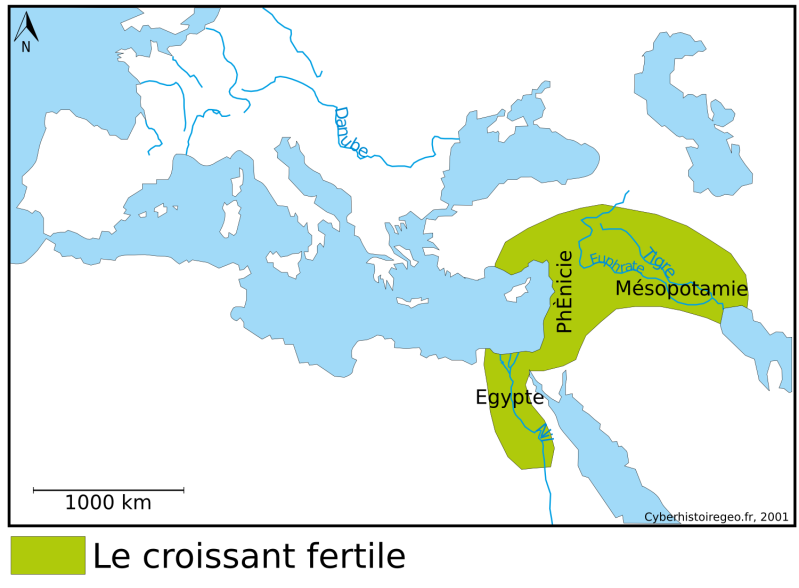 N
Danube
Tigre
Euphrate
PhÈnicie
Mésopotamie
Egypte
Nil
1000 km
Cyberhistoiregeo.fr, 2001
Le croissant fertile